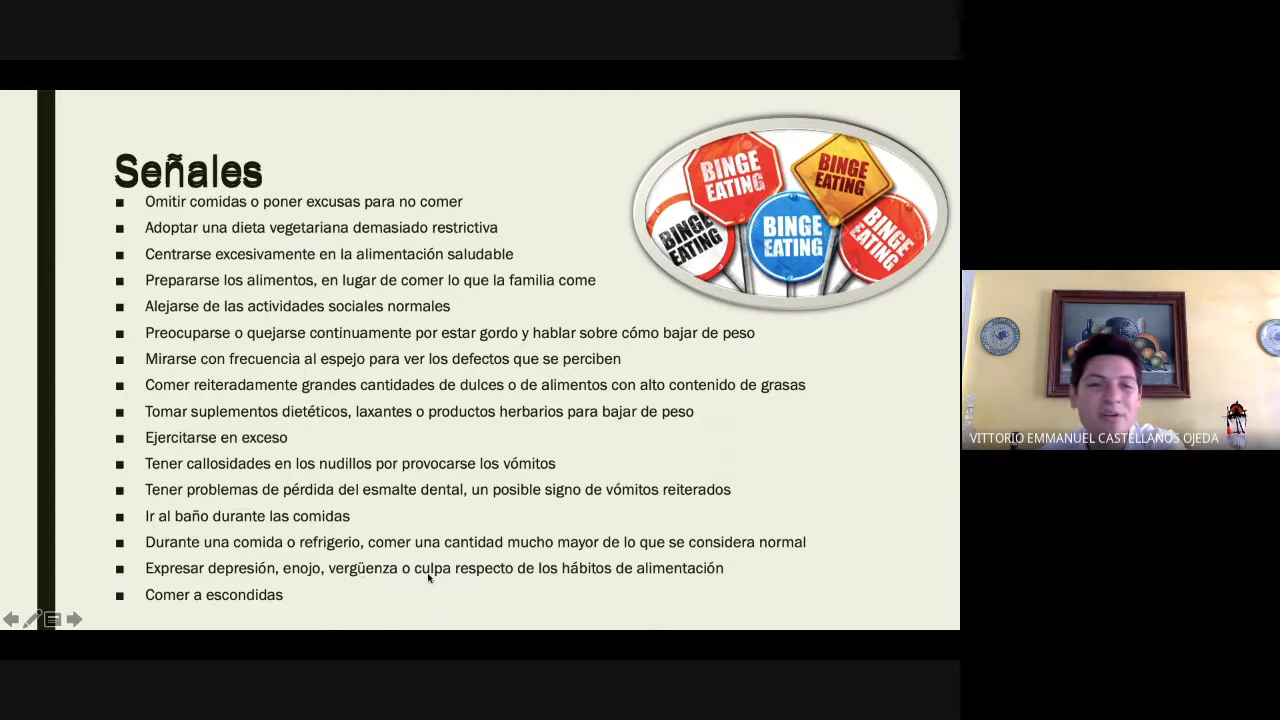 Señales
Omitir comidas o poner excusas para no comer
Adoptar una dieta vegetariana demasiado restrictiva
Centrarse excesivamente en la alimentación saludable
Prepararse los alimentos, en lugar de comer lo que la familia come
Alejarse de las actividades sociales normales
Preocuparse o quejarse continuamente por estar gordo y hablar sobre cómo bajar de peso
Mirarse con frecuencia al espejo para ver los defectos que se perciben
Comer reiteradamente grandes cantidades de dulces o de alimentos con alto contenido de grasas
Tomar suplementos dietéticos, laxantes o productos herbarios para bajar de peso
Ejercitarse en exceso
Tener callosidades en los nudillos por provocarse los vómitos
Tener problemas de pérdida del esmalte dental, un posible signo de vómitos reiterados
Ir al baño durante las comidas
Durante una comida o refrigerio, comer una cantidad mucho mayor de lo que se considera normal
Expresar depresión, enojo, vergüenza o culpa respecto de los hábitos de alimentación
Comer a escondidas
BINGE
EATING
BINGE
EATING
BINGE
EATING
BINGE
EATING
BINGE
EATING
VITTORIO EMMANUEL CASTELLANOS OJEDA